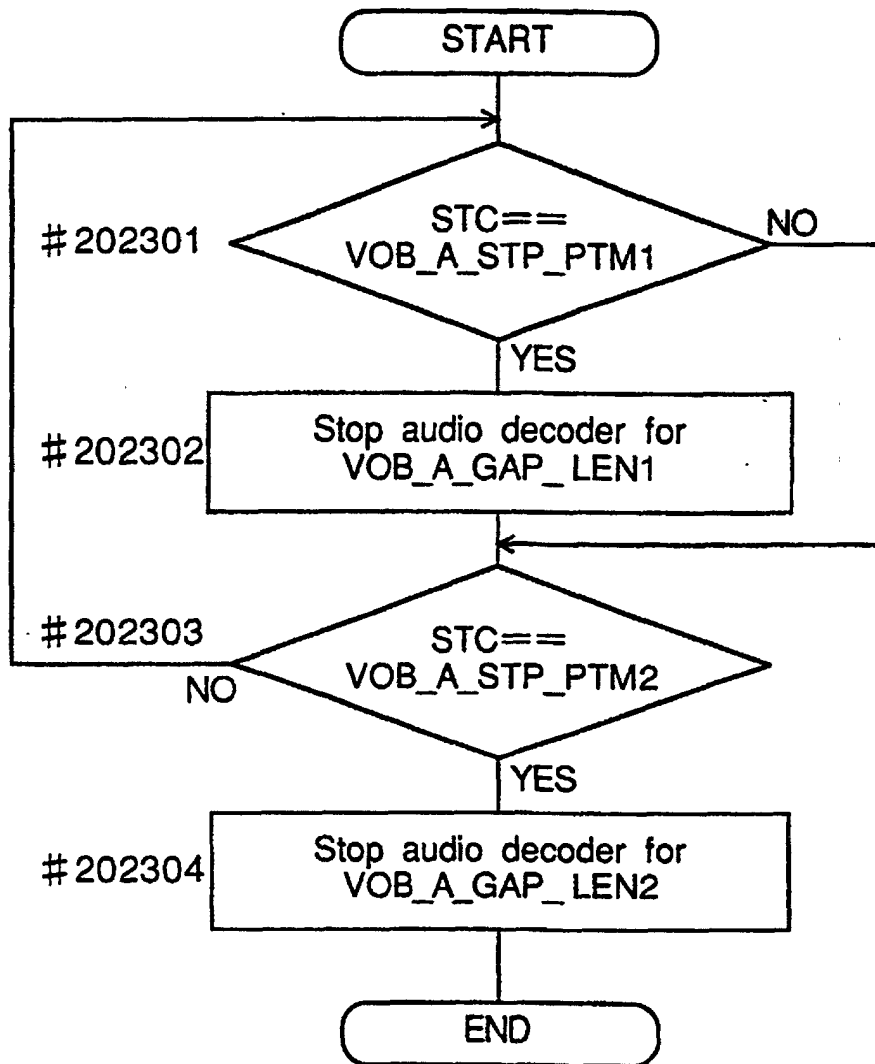 START
#202301
STC==
VOB_A_STP_PTM1
NO
YES
#202302
Stop audio decoder for
VOB_A_GAP_LEN1
#202303
STC==
VOB_A_STP_PTM2
NO
YES
#202304
Stop audio decoder for
VOB_A_GAP_LEN2
END